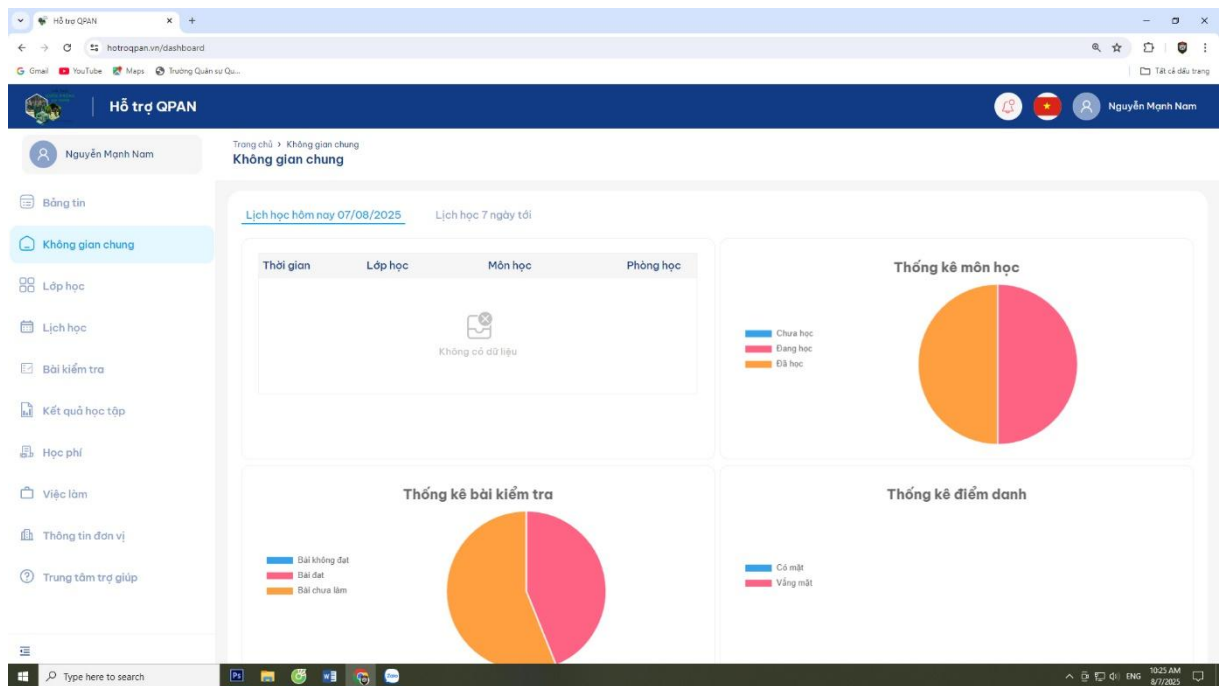 Hỗ trợ QPAN
hotroqpan.vn/dashboard
Gmail YouTube Maps Trường Quân sự Qu... Tất cả dấu trang
Hỗ trợ QPAN Nguyễn Mạnh Nam
Nguyễn Mạnh Nam
Trang chủ > Không gian chung
Không gian chung
Bảng tin
Không gian chung
Lớp học
Lịch học
Bài kiểm tra
Kết quả học tập
Học phí
Việc làm
Thông tin đơn vị
Trung tâm trợ giúp
Lịch học hôm nay 07/08/2025 Lịch học 7 ngày tới
Thời gian Lớp học Môn học Phòng học
Không có dữ liệu
Thống kê môn học
Chưa học
Đang học
Đã học
Thống kê bài kiểm tra
Bài không đạt
Bài đạt
Bài chưa làm
Thống kê điểm danh
Có mặt
Vắng mặt
Type here to search
Ps
Zalo
ENG
10:25 AM
8/7/2025